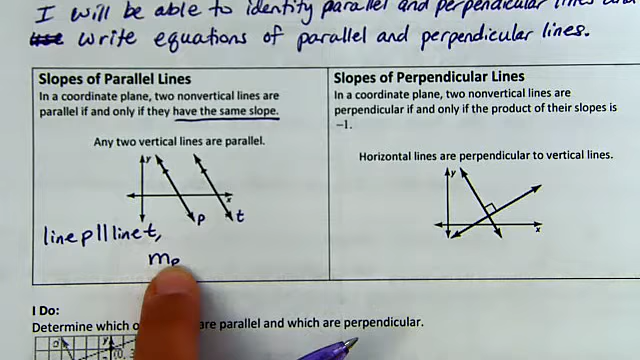 I will be able to identify parallel and perpendicular lines and
write equations of parallel and perpendicular lines.
Slopes of Parallel Lines
In a coordinate plane, two nonvertical lines are
parallel if and only if they have the same slope.
Any two vertical lines are parallel.
y
x
p
t
line p || line t,
mp
Slopes of Perpendicular Lines
In a coordinate plane, two nonvertical lines are
perpendicular if and only if the product of their slopes is
−1.
Horizontal lines are perpendicular to vertical lines.
y
x
I Do:
Determine which are parallel and which are perpendicular.
y